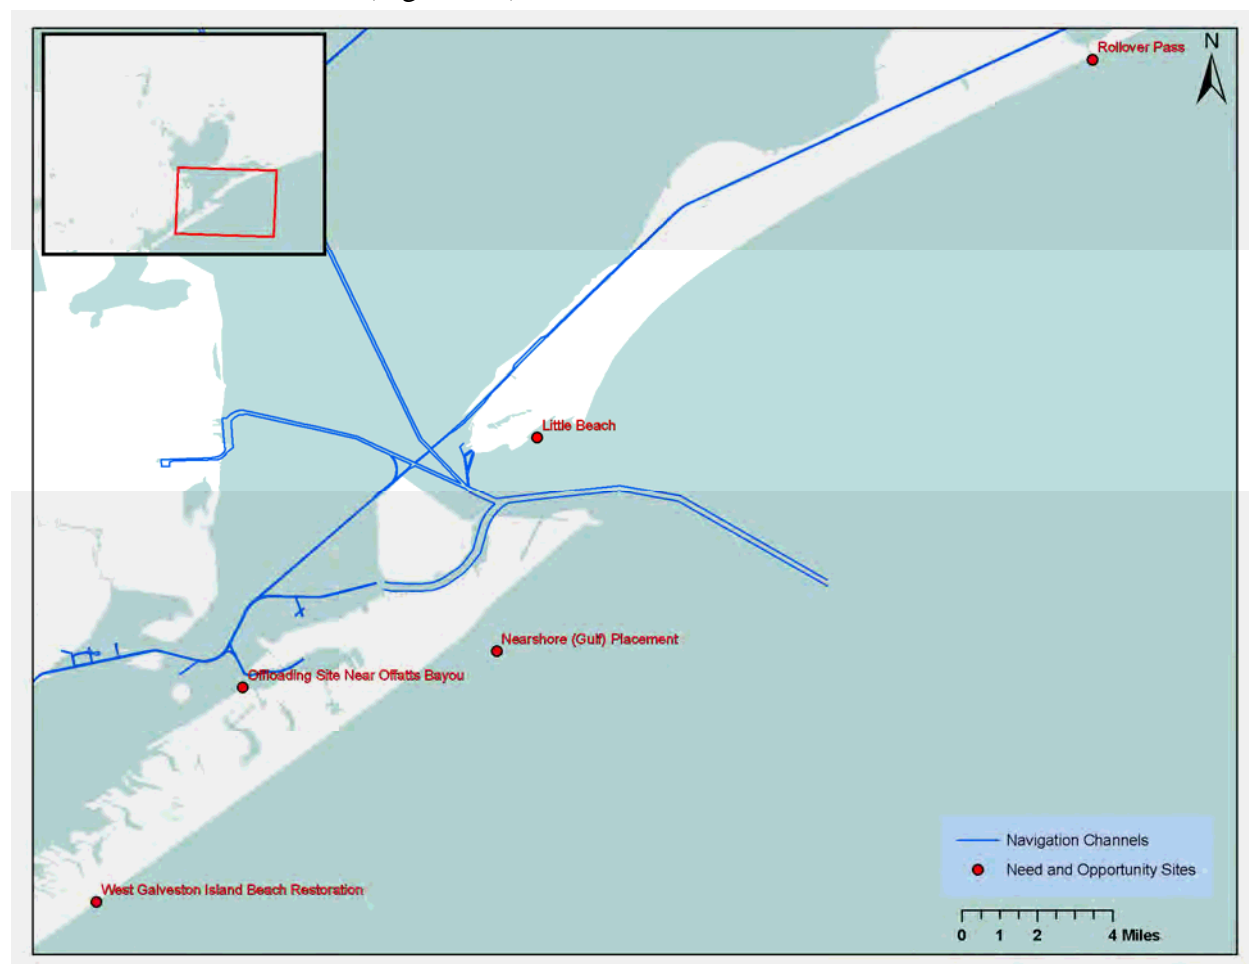 Rollover Pass
N
Little Beach
Nearshore (Gulf) Placement
Offloading Site Near Offatts Bayou
West Galveston Island Beach Restoration
Navigation Channels
Need and Opportunity Sites
0 1 2 4 Miles